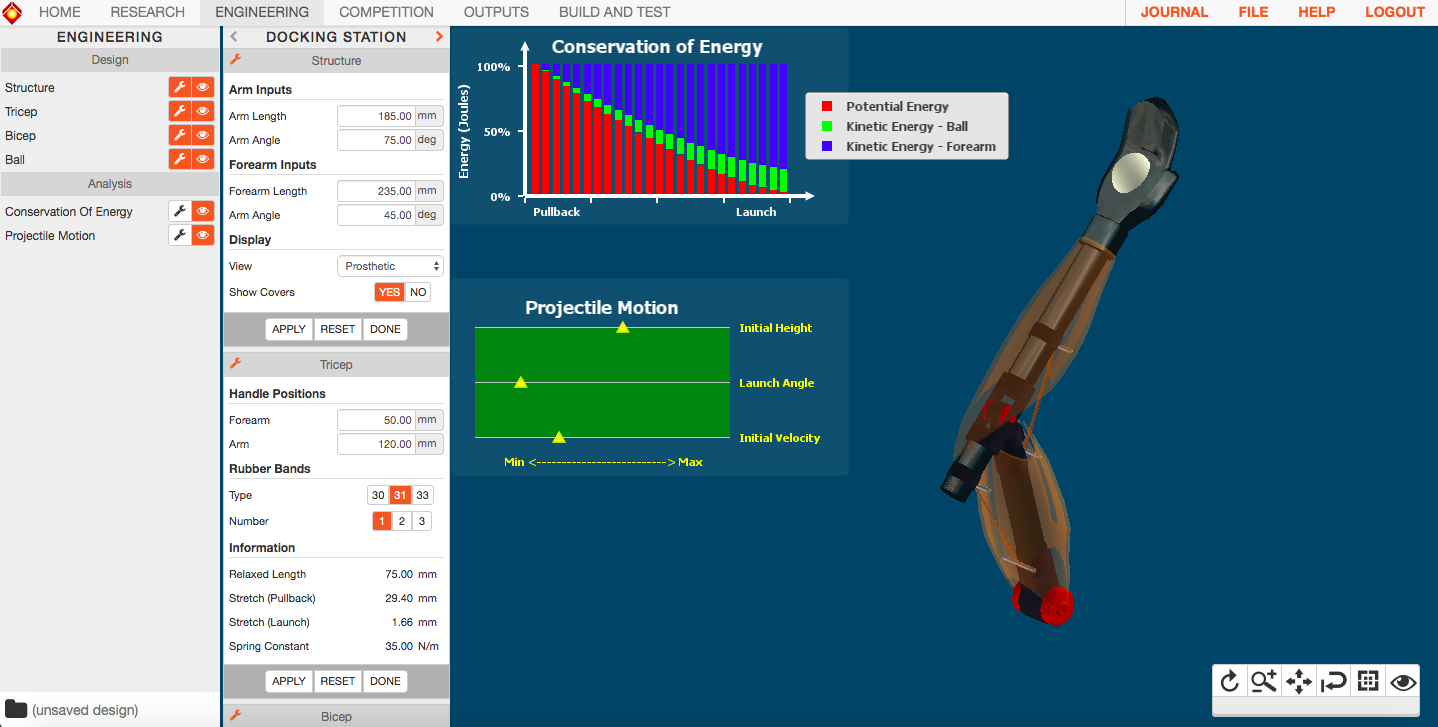 HOME RESEARCH ENGINEERING COMPETITION OUTPUTS BUILD AND TEST JOURNAL FILE HELP LOGOUT
ENGINEERING
Design
Structure
Tricep
Bicep
Ball
Analysis
Conservation Of Energy
Projectile Motion
(unsaved design)
DOCKING STATION
Structure
Arm Inputs
Arm Length 185.00 mm
Arm Angle 75.00 deg
Forearm Inputs
Forearm Length 235.00 mm
Arm Angle 45.00 deg
Display
View Prosthetic
Show Covers YES NO
APPLY RESET DONE
Tricep
Handle Positions
Forearm 50.00 mm
Arm 120.00 mm
Rubber Bands
Type 30 31 33
Number 1 2 3
Information
Relaxed Length 75.00 mm
Stretch (Pullback) 29.40 mm
Stretch (Launch) 1.66 mm
Spring Constant 35.00 N/m
APPLY RESET DONE
Bicep
Conservation of Energy
Energy (Joules)
100%
50%
0%
Pullback Launch
Potential Energy
Kinetic Energy - Ball
Kinetic Energy - Forearm
Projectile Motion
Initial Height
Launch Angle
Initial Velocity
Min <--------------------------> Max